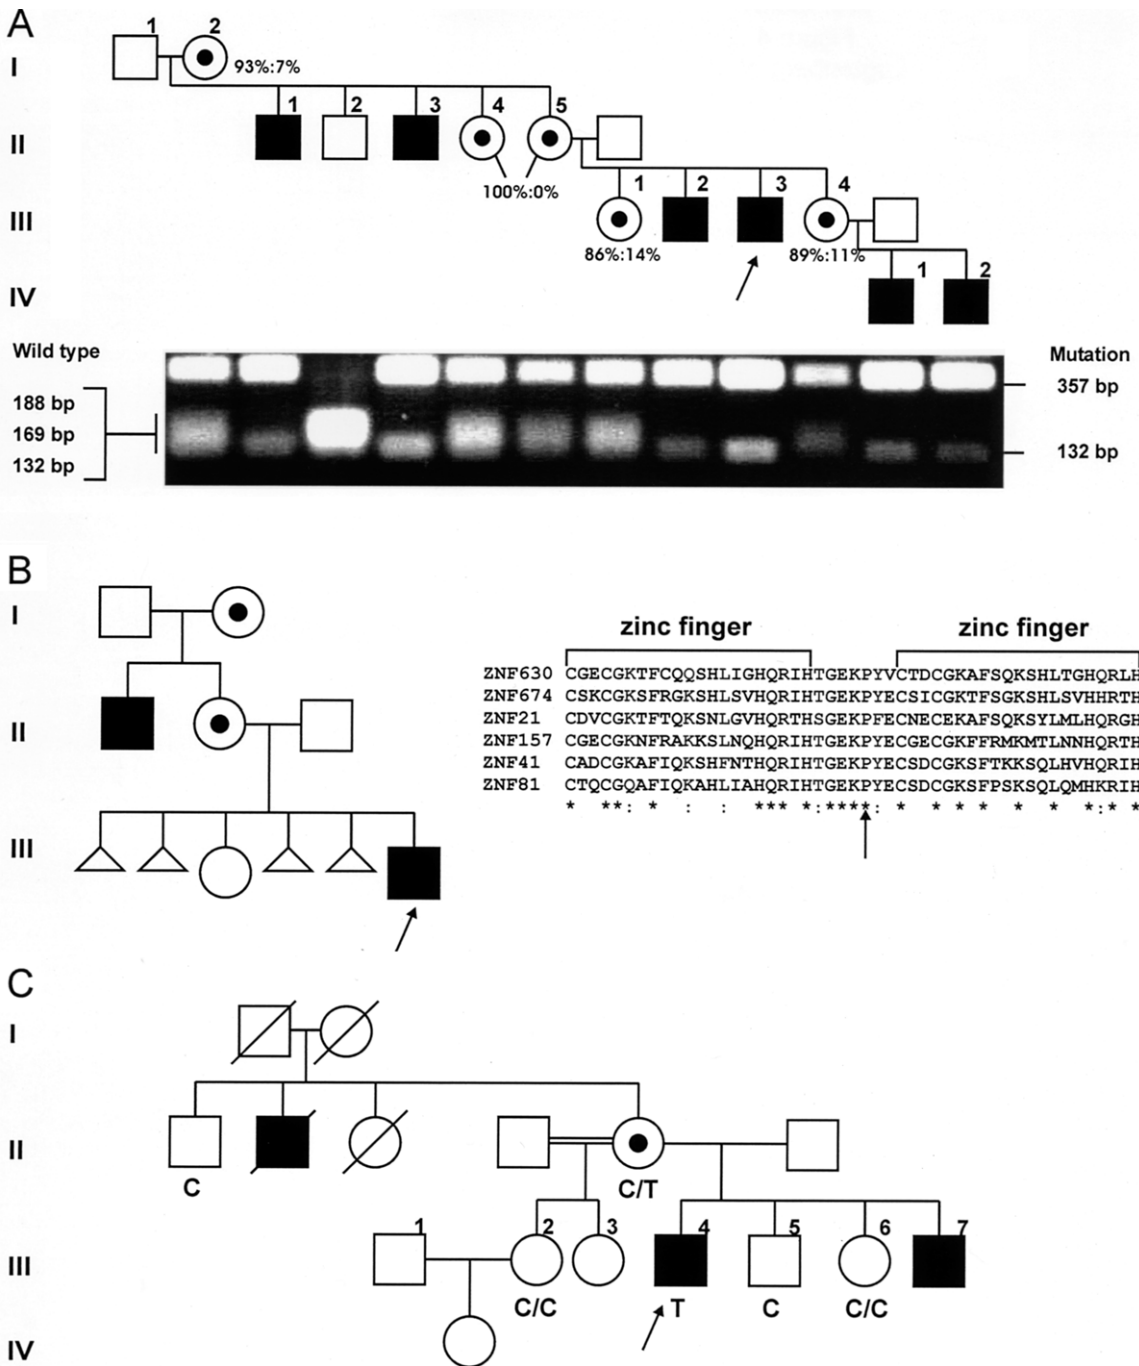 A
1 2
I
93%:7%
1 2 3 4 5
II
100%:0%
1 2 3 4
III
86%:14% 89%:11%
1 2
IV
Wild type Mutation
188 bp 357 bp
169 bp
132 bp 132 bp
B
I
zinc finger zinc finger
ZNF630 CGECGKTFCQQSHLIGHQRIHTGEKPYVCTDCGKAFSQKSHLTGHQRLH
ZNF674 CSKCGKSFRGKSHLSVHQRIHTGEKPYECSICGKTFSGKSHLSVHHRTH
ZNF21 CDVCGKTFTQKSNLGVHQRTHSGEKPFECNECEKAFSQKSYLMLHQRGH
II
ZNF157 CGECGKNFRAKKSLNQHQRIHTGEKPYECGECGKFFRMKMTLNNHQRTH
ZNF41 CADCGKAFIQKSHFNTHQRIHTGEKPYECSDCGKSFTKKSQLHVHQRIH
ZNF81 CTQCGQAFIQKAHLIAHQRIHTGEKPYECSDCGKSFPSKSQLQMHKRIH
* **: * : : *** *:****: * ** * * *:* *
III
C
I
II
C C/T
1 2 3 4 5 6 7
III
C/C T C C/C
IV